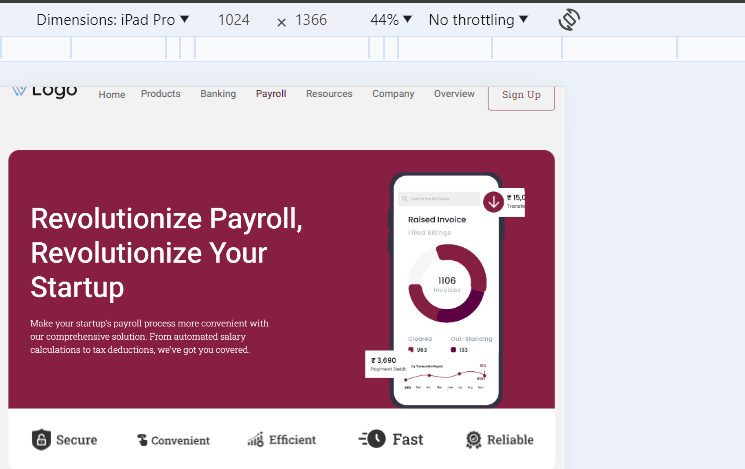 Dimensions: iPad Pro ▼ 1024 × 1366 44% ▼ No throttling ▼
Logo Home Products Banking Payroll Resources Company Overview Sign Up
Revolutionize Payroll,
Revolutionize Your
Startup
Make your startup's payroll process more convenient with
our comprehensive solution. From automated salary
calculations to tax deductions, we've got you covered.
₹ 15,0
Transfe
Raised Invoice
Filled Billings
1106
Invoices
Cleared Out-Standing
963 133
₹ 3,690
Payment Debit
Secure Convenient Efficient Fast Reliable